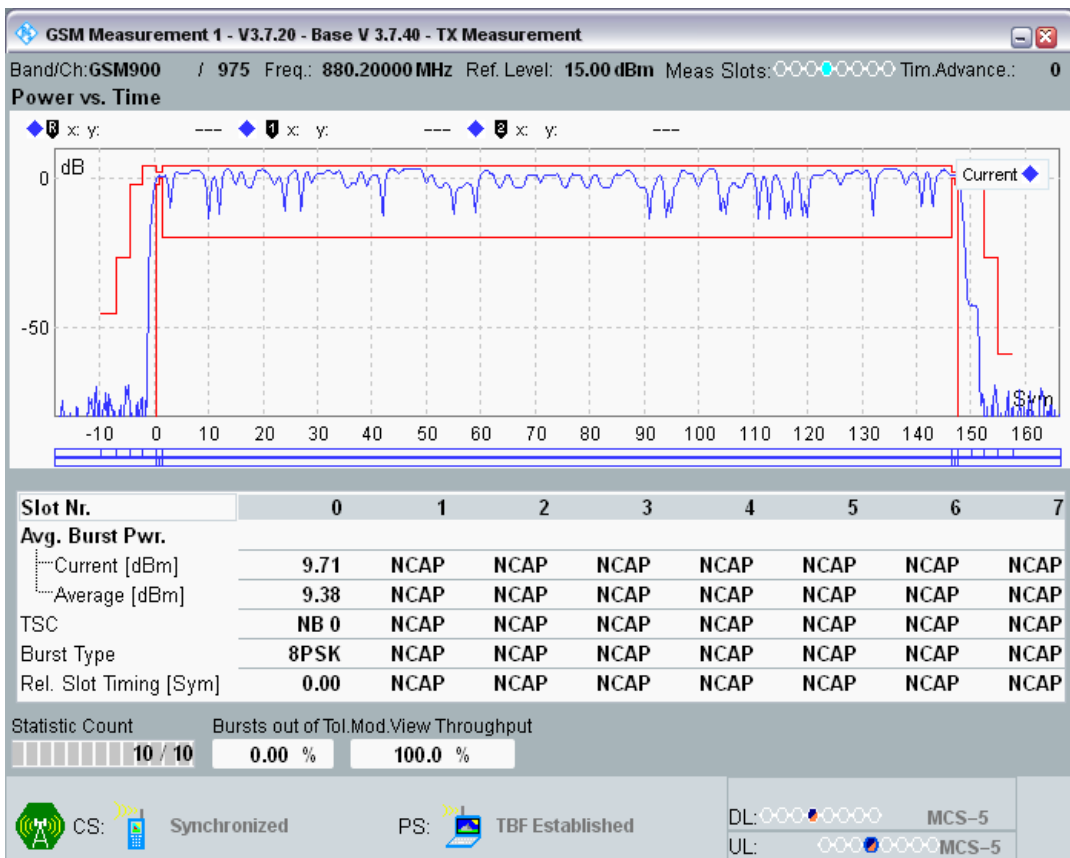 GSM Measurement 1 - V3.7.20 - Base V 3.7.40 - TX Measurement
Band/Ch:GSM900 / 975 Freq.: 880.20000 MHz Ref. Level: 15.00 dBm Meas Slots: Tim.Advance.: 0
Power vs. Time
R x: y: --- 1 x: y: --- 2 x: y: ---
dB
Current
0
-50
Sym
-10 0 10 20 30 40 50 60 70 80 90 100 110 120 130 140 150 160
Slot Nr. 0 1 2 3 4 5 6 7
Avg. Burst Pwr.
Current [dBm] 9.71 NCAP NCAP NCAP NCAP NCAP NCAP NCAP
Average [dBm] 9.38 NCAP NCAP NCAP NCAP NCAP NCAP NCAP
TSC NB 0 NCAP NCAP NCAP NCAP NCAP NCAP NCAP
Burst Type 8PSK NCAP NCAP NCAP NCAP NCAP NCAP NCAP
Rel. Slot Timing [Sym] 0.00 NCAP NCAP NCAP NCAP NCAP NCAP NCAP
Statistic Count Bursts out of Tol.Mod.View Throughput
10 / 10 0.00 % 100.0 %
CS: Synchronized PS: TBF Established
DL: MCS-5
UL: MCS-5